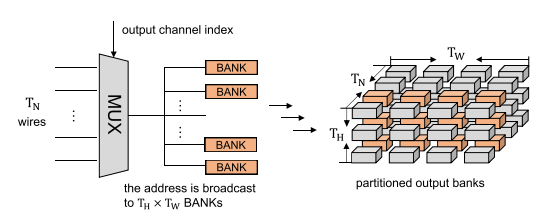 output channel index
T_N
wires
MUX
BANK
BANK
BANK
BANK
the address is broadcast
to T_H × T_W BANKs
T_W
T_N
T_H
partitioned output banks